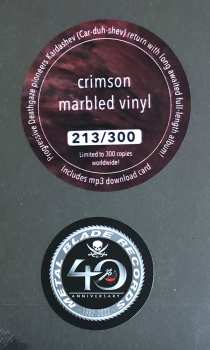 Progressive Deathgaze pioneers Kardashev (Car-duh-shev) return with long awaited full-length album!
crimson
marbled vinyl
213/300
Limited to 300 copies
worldwide!
Includes mp3 download card
METAL BLADE RECORDS
40
ANNIVERSARY